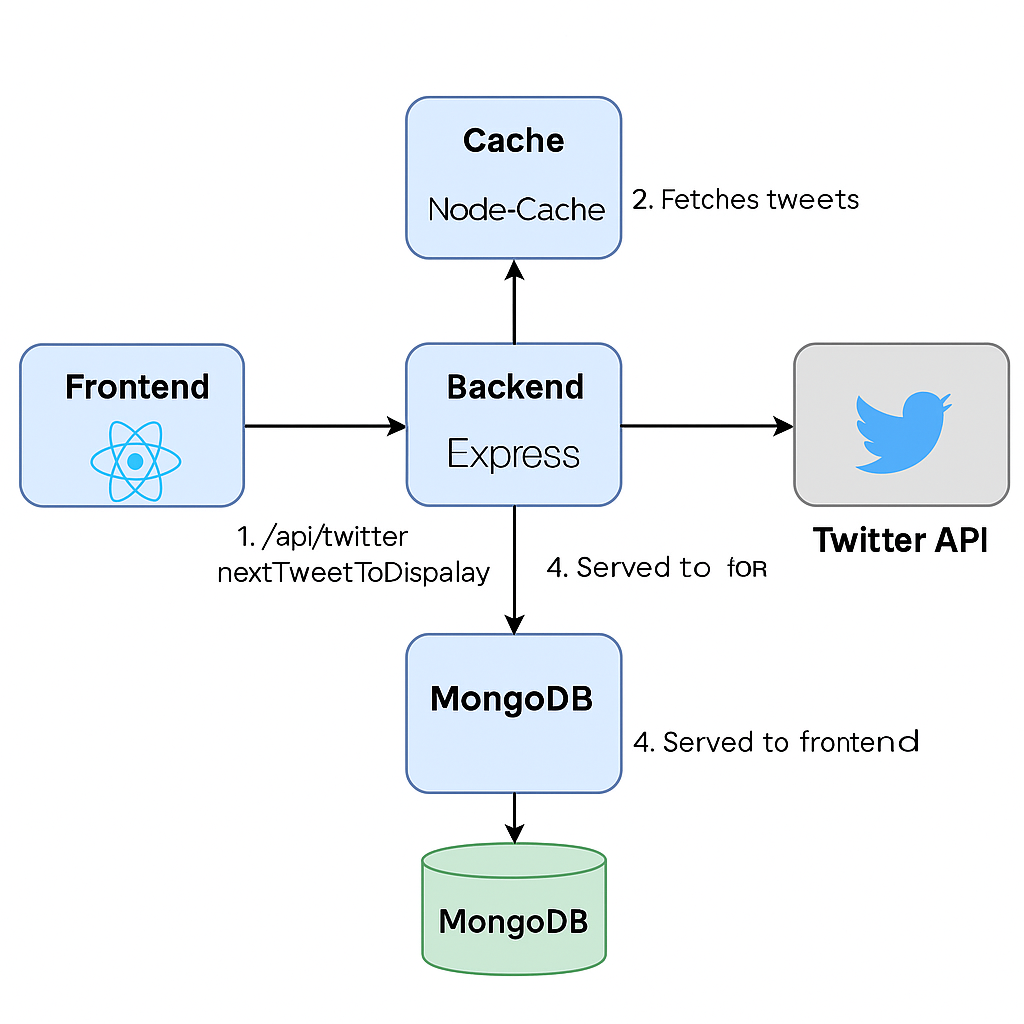 Cache
Node-Cache
2. Fetches tweets
Frontend
Backend
Express
1. /api/twitter
nextTweetToDispalay
Twitter API
4. Served to foR
MongoDB
4. Served to frontend
MongoDB